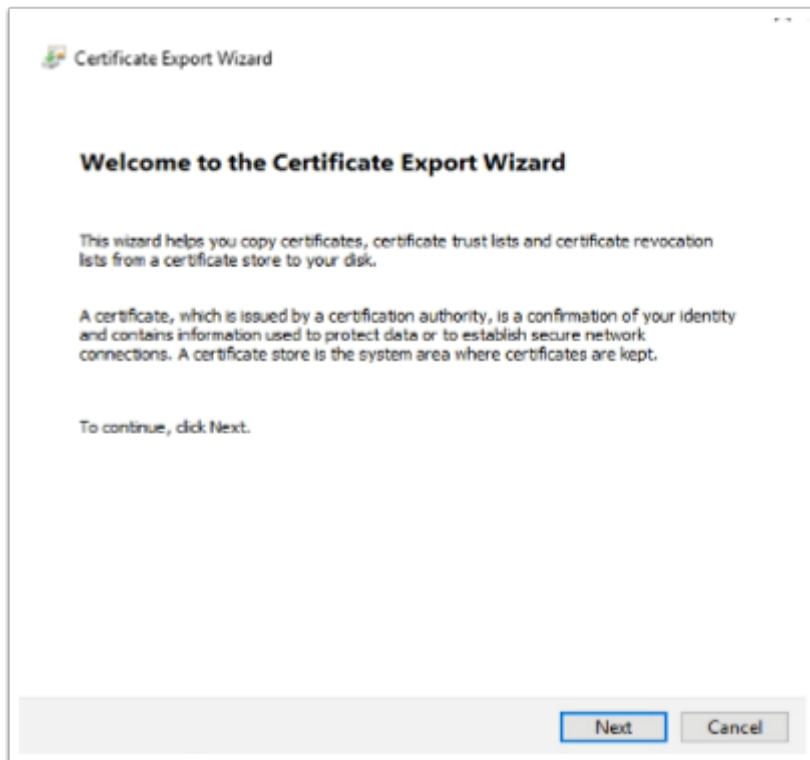 Certificate Export Wizard
Welcome to the Certificate Export Wizard
This wizard helps you copy certificates, certificate trust lists and certificate revocation
lists from a certificate store to your disk.
A certificate, which is issued by a certification authority, is a confirmation of your identity
and contains information used to protect data or to establish secure network
connections. A certificate store is the system area where certificates are kept.
To continue, click Next.
Next Cancel